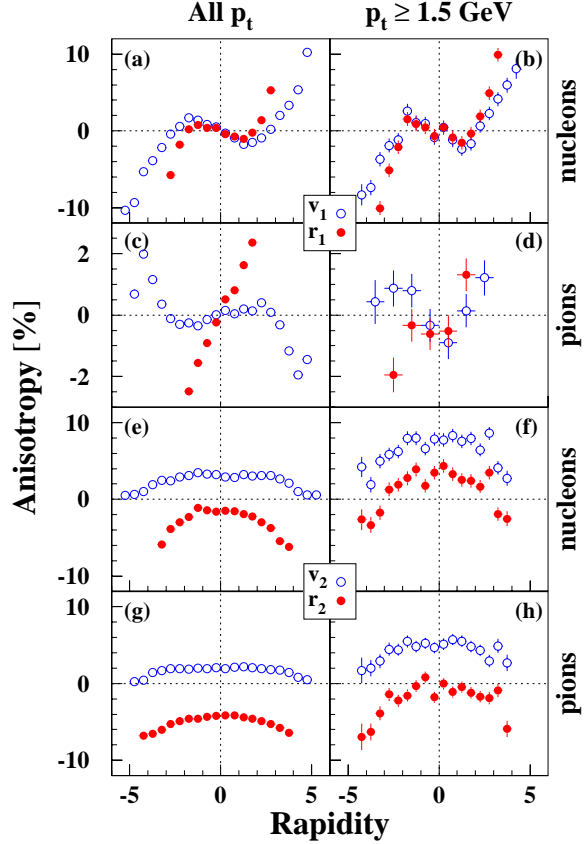 All p_t
p_t ≥ 1.5 GeV
10
0
-10
(a)
(b)
nucleons
v_1
r_1
2
0
-2
(c)
(d)
pions
Anisotropy [%]
10
0
-10
(e)
(f)
nucleons
v_2
r_2
10
0
-10
(g)
(h)
pions
-5
0
5
-5
0
5
Rapidity